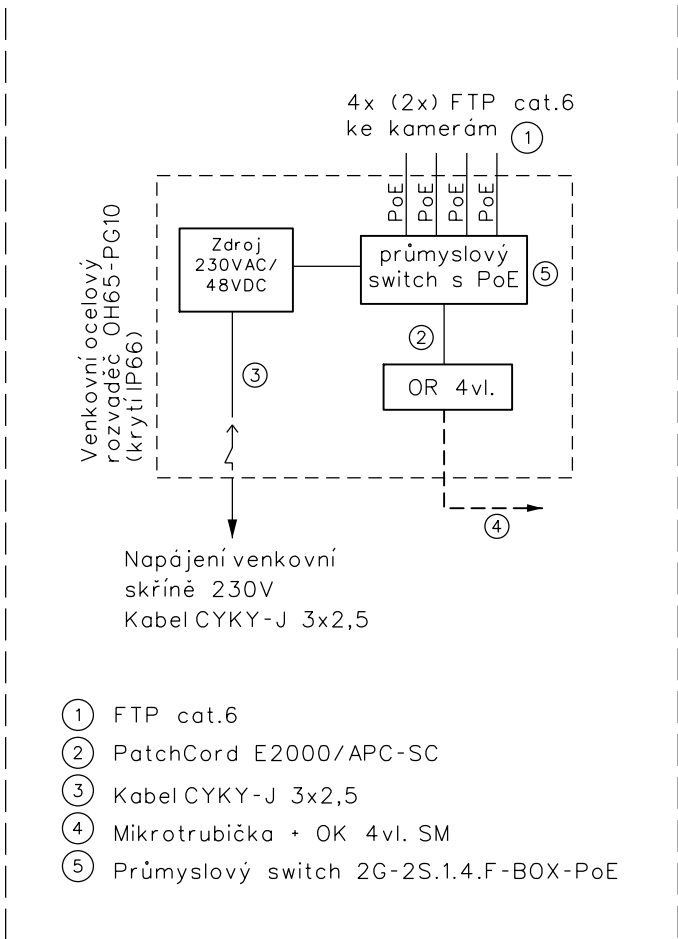 4x (2x) FTP cat.6
ke kamerám
1
PoE
PoE
PoE
PoE
Venkovní ocelový
rozvaděč OH65-PG10
(krytí IP66)
Zdroj
230VAC/
48VDC
průmyslový
switch s PoE
5
2
3
OR 4vl.
4
Napájení venkovní
skříně 230V
Kabel CYKY-J 3x2,5
1 FTP cat.6
2 PatchCord E2000/APC-SC
3 Kabel CYKY-J 3x2,5
4 Mikrotrubička + OK 4vl. SM
5 Průmyslový switch 2G-2S.1.4.F-BOX-PoE